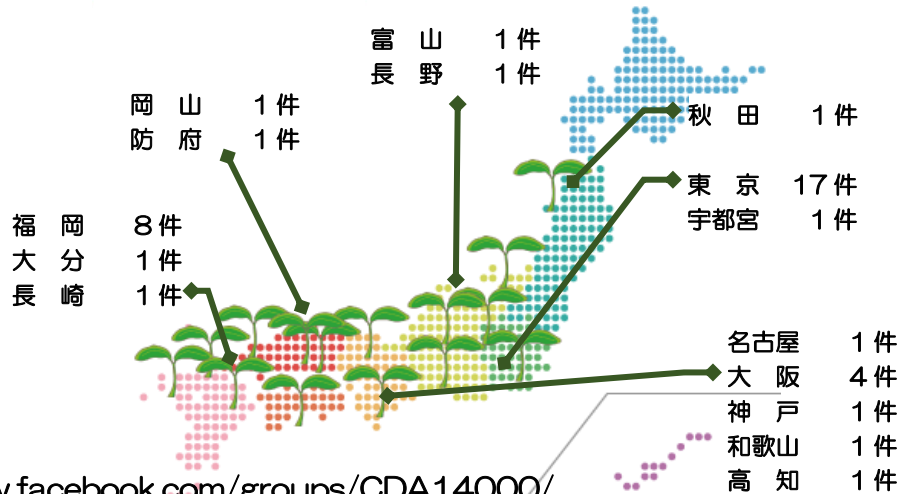 富山 1件
長野 1件
岡山 1件
防府 1件
秋田 1件
東京 17件
宇都宮 1件
福岡 8件
大分 1件
長崎 1件
名古屋 1件
大阪 4件
神戸 1件
和歌山 1件
高知 1件
.facebook.com/groups/CDA14000/